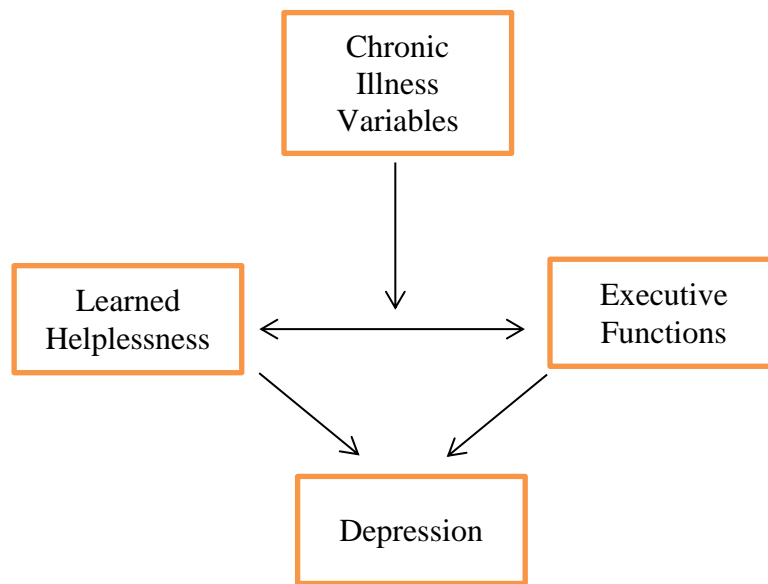 Chronic
Illness
Variables
Learned
Helplessness
Executive
Functions
Depression